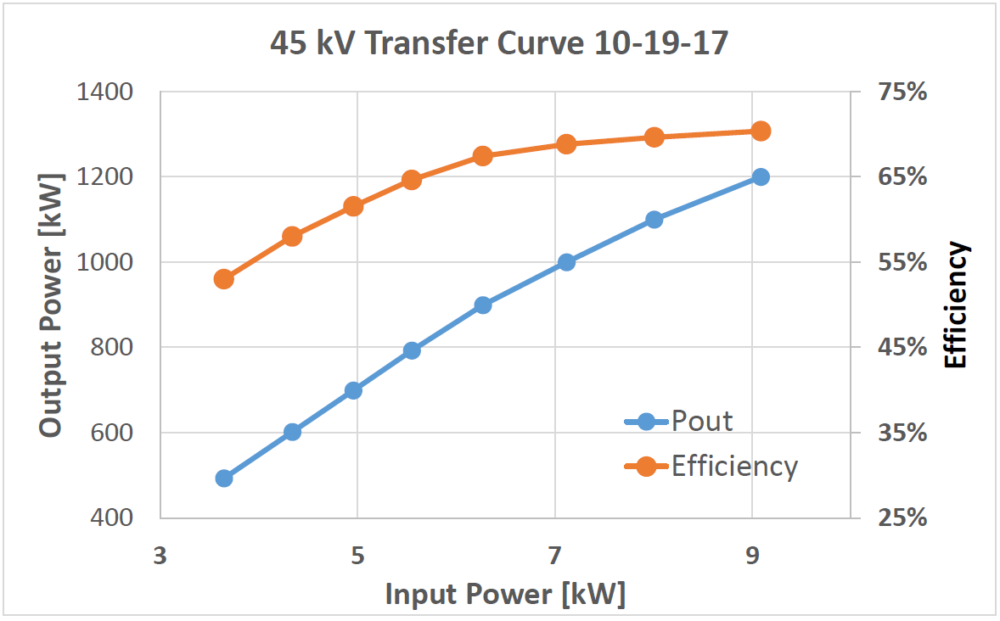 45 kV Transfer Curve 10-19-17
1400
1200
1000
800
600
400
Output Power [kW]
75%
65%
55%
45%
35%
25%
Efficiency
Pout
Efficiency
3 5 7 9
Input Power [kW]